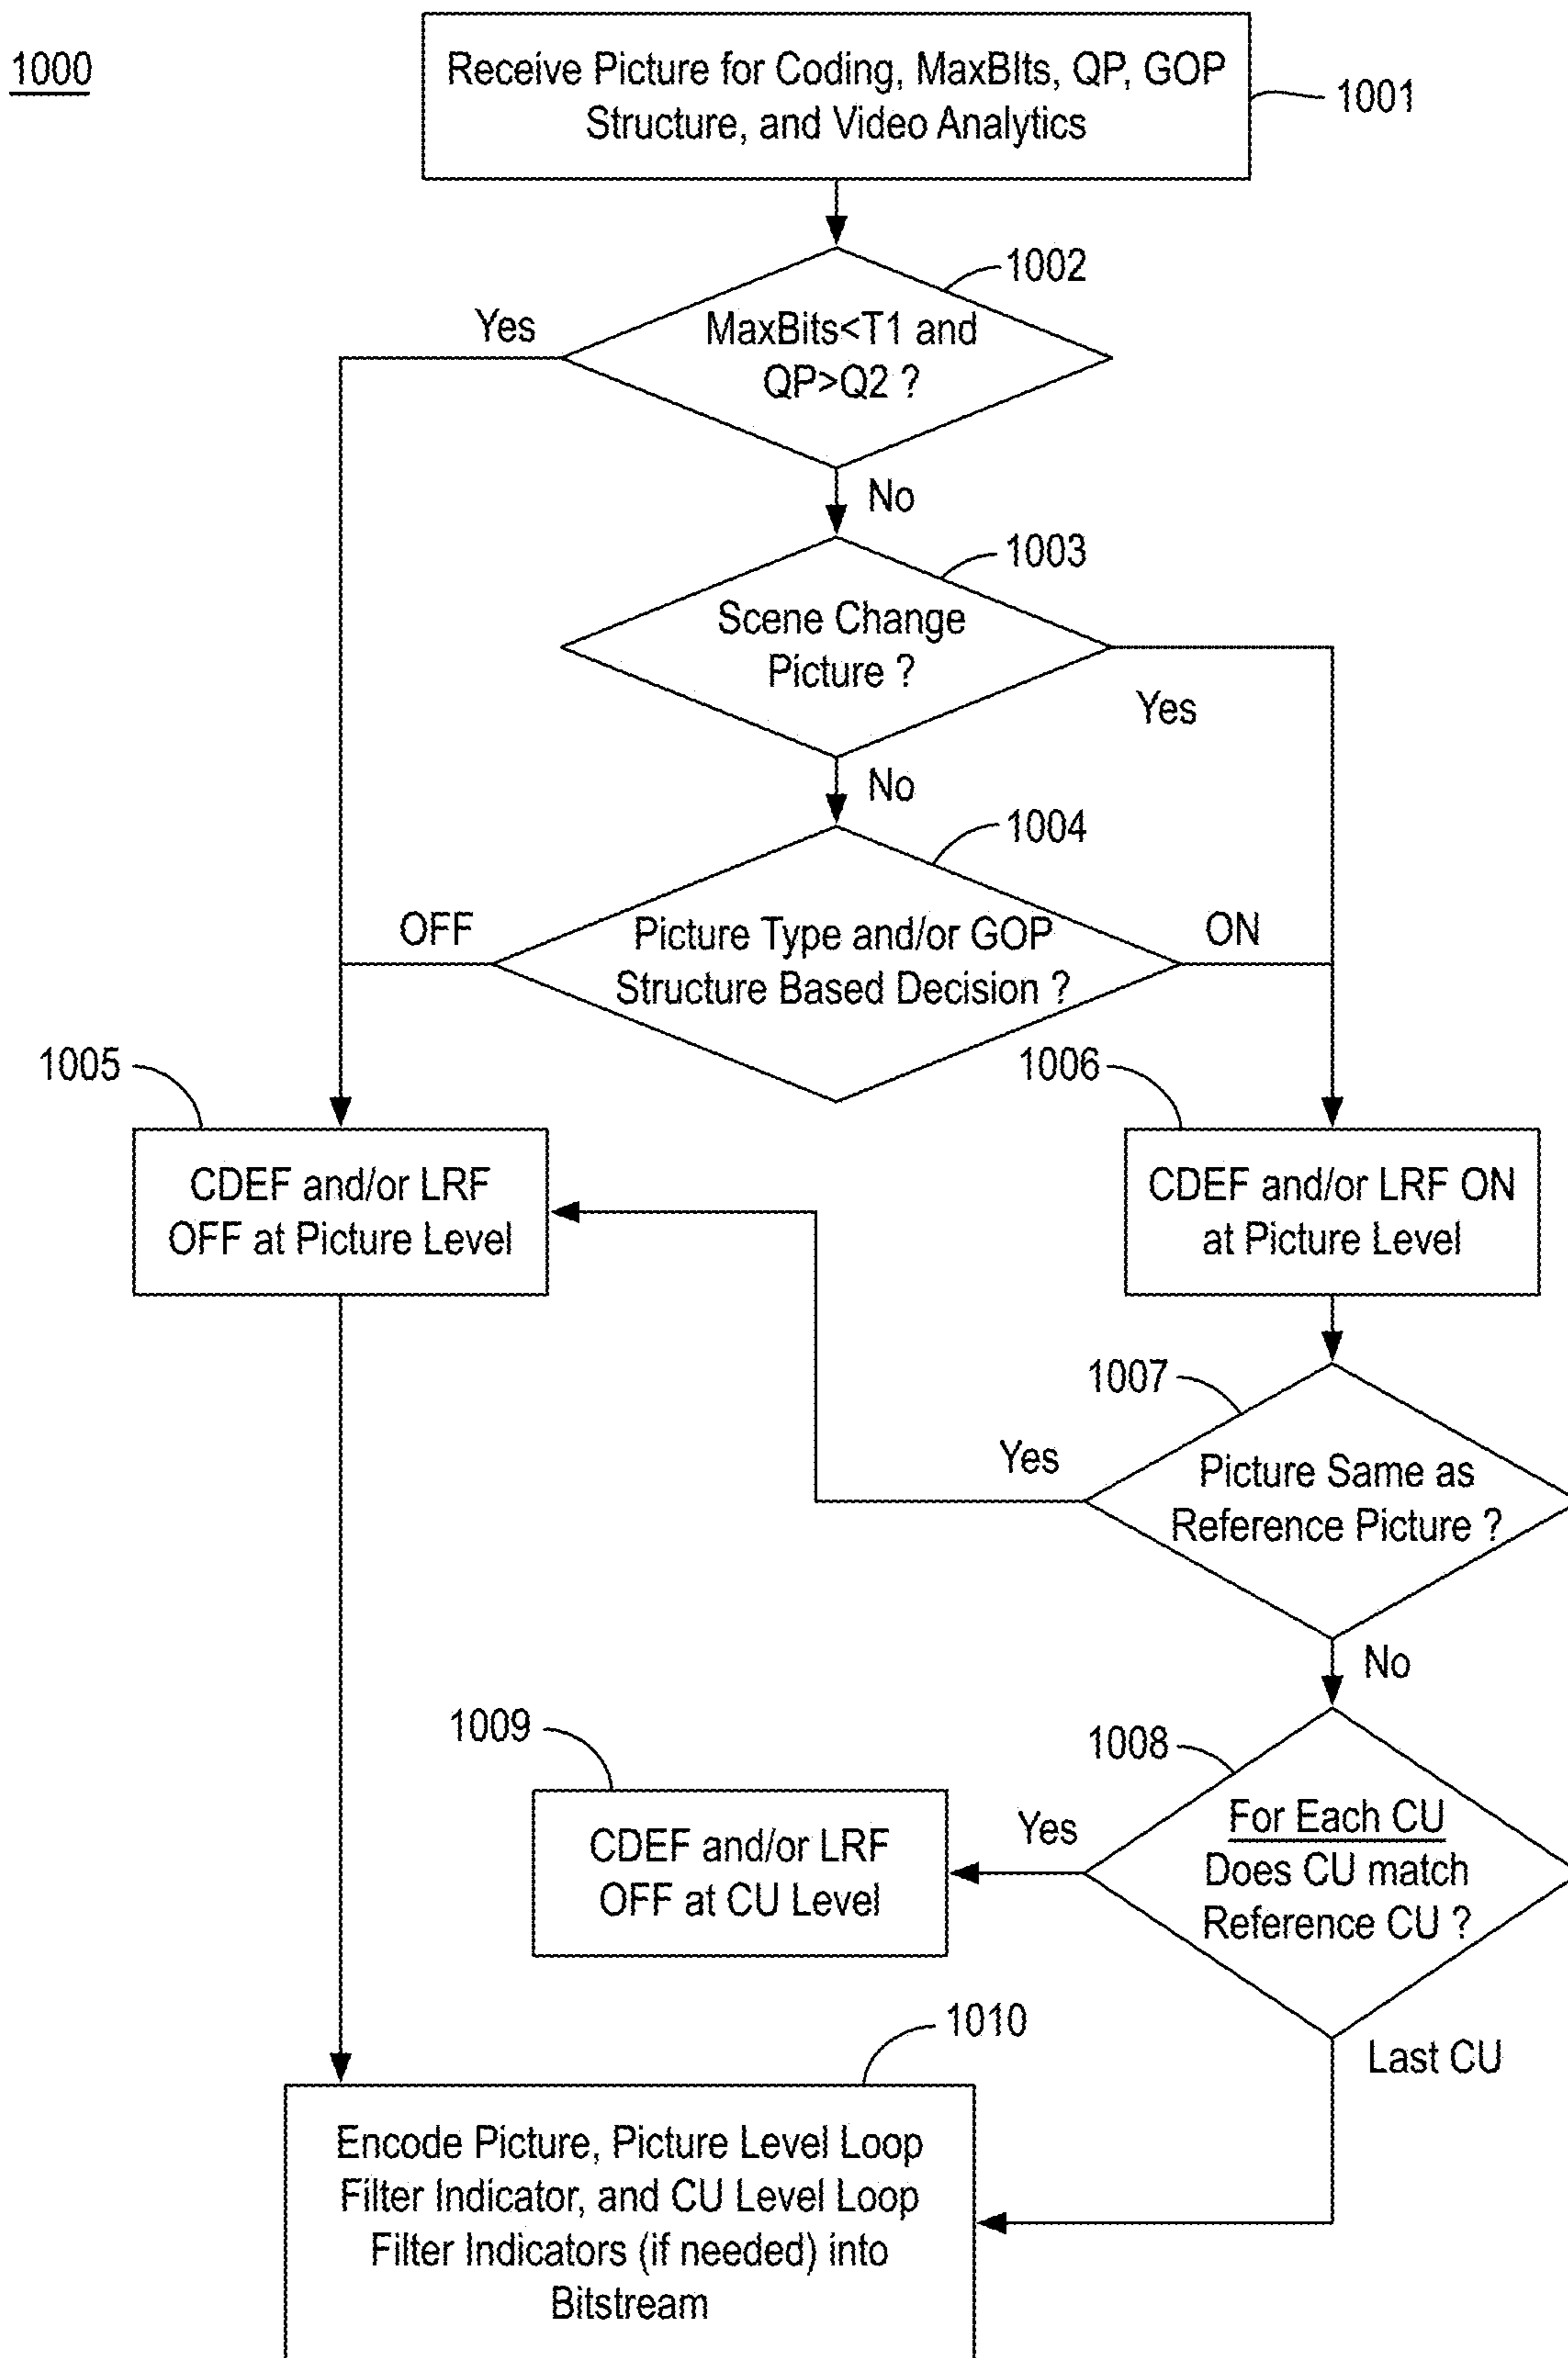 1000
Receive Picture for Coding, MaxBIts, QP, GOP
Structure, and Video Analytics
1001
1002
Yes
MaxBits<T1 and
QP>Q2 ?
No
1003
Scene Change
Picture ?
Yes
No
1004
OFF
Picture Type and/or GOP
Structure Based Decision ?
ON
1005
1006
CDEF and/or LRF
OFF at Picture Level
CDEF and/or LRF ON
at Picture Level
1007
Yes
Picture Same as
Reference Picture ?
No
1009
1008
CDEF and/or LRF
OFF at CU Level
Yes
For Each CU
Does CU match
Reference CU ?
1010
Last CU
Encode Picture, Picture Level Loop
Filter Indicator, and CU Level Loop
Filter Indicators (if needed) into
Bitstream